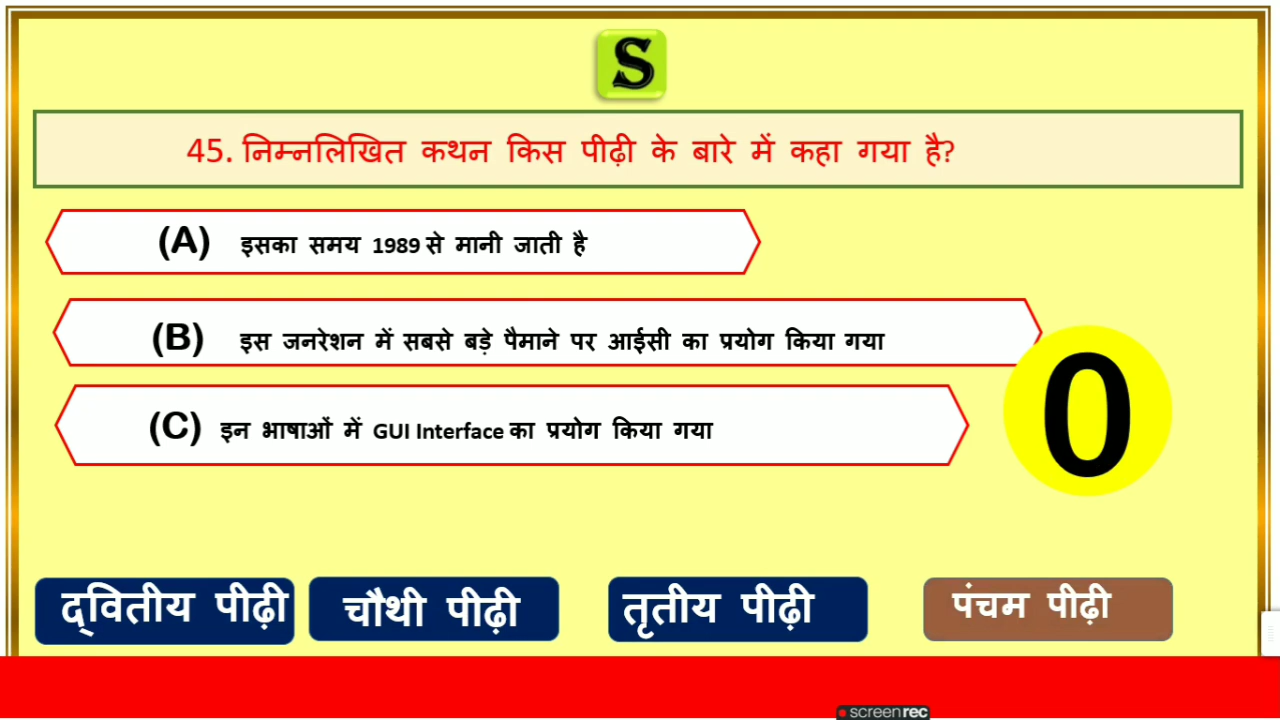 S
45. निम्नलिखित कथन किस पीढ़ी के बारे में कहा गया है?
(A) इसका समय 1989 से मानी जाती है
(B) इस जनरेशन में सबसे बड़े पैमाने पर आईसी का प्रयोग किया गया
(C) इन भाषाओं में GUI Interface का प्रयोग किया गया
0
द्वितीय पीढ़ी चौथी पीढ़ी तृतीय पीढ़ी पंचम पीढ़ी
screenrec